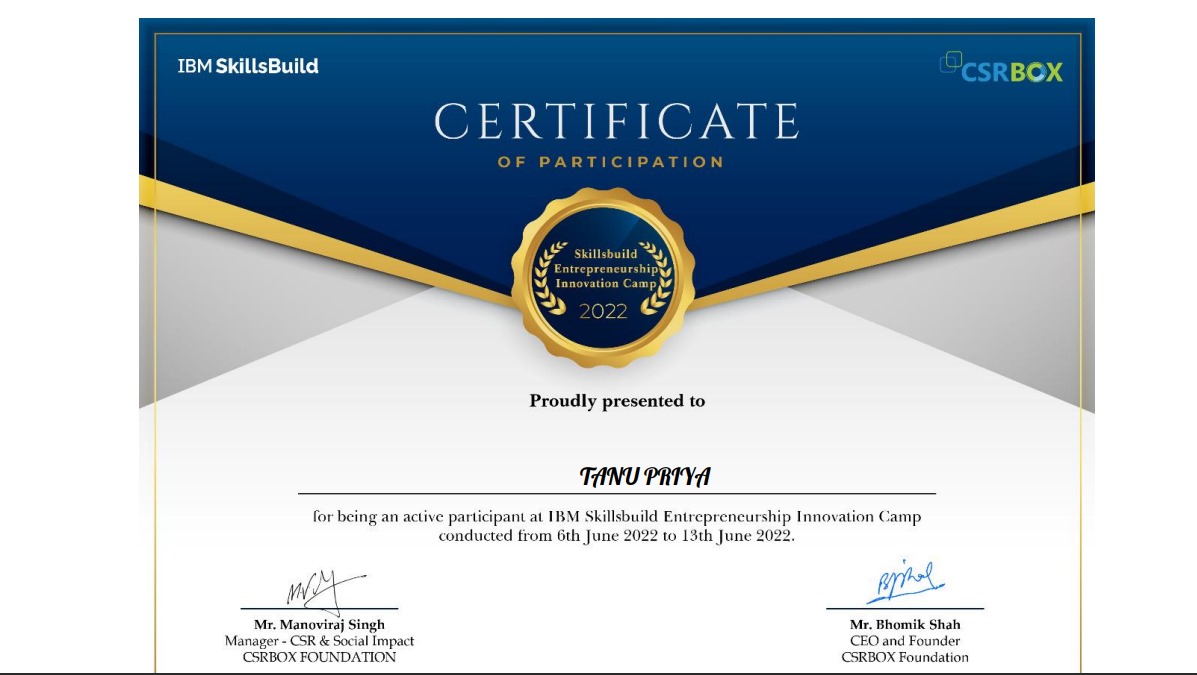 IBM SkillsBuild
CSRBOX
CERTIFICATE
OF PARTICIPATION
Skillsbuild
Entrepreneurship
Innovation Camp
2022
Proudly presented to
TANU PRIYA
for being an active participant at IBM Skillsbuild Entrepreneurship Innovation Camp
conducted from 6th June 2022 to 13th June 2022.
Mr. Manoviraj Singh
Manager - CSR & Social Impact
CSRBOX FOUNDATION
Mr. Bhomik Shah
CEO and Founder
CSRBOX Foundation